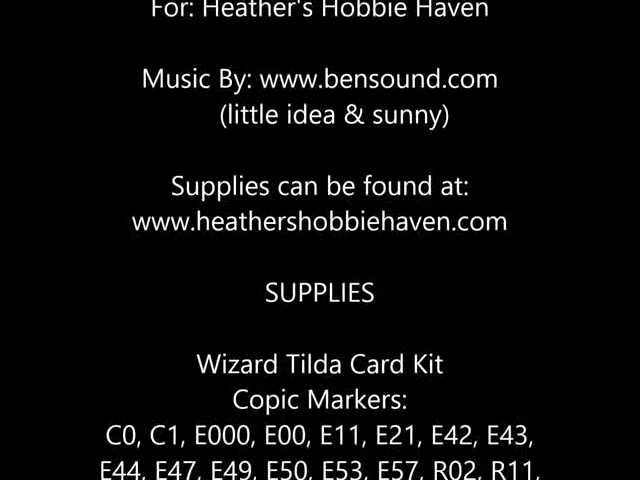 For: Heather's Hobbie Haven
Music By: www.bensound.com
(little idea & sunny)
Supplies can be found at:
www.heathershobbiehaven.com
SUPPLIES
Wizard Tilda Card Kit
Copic Markers:
C0, C1, E000, E00, E11, E21, E42, E43,
E44, E47, E49, E50, E53, E57, R02, R11,